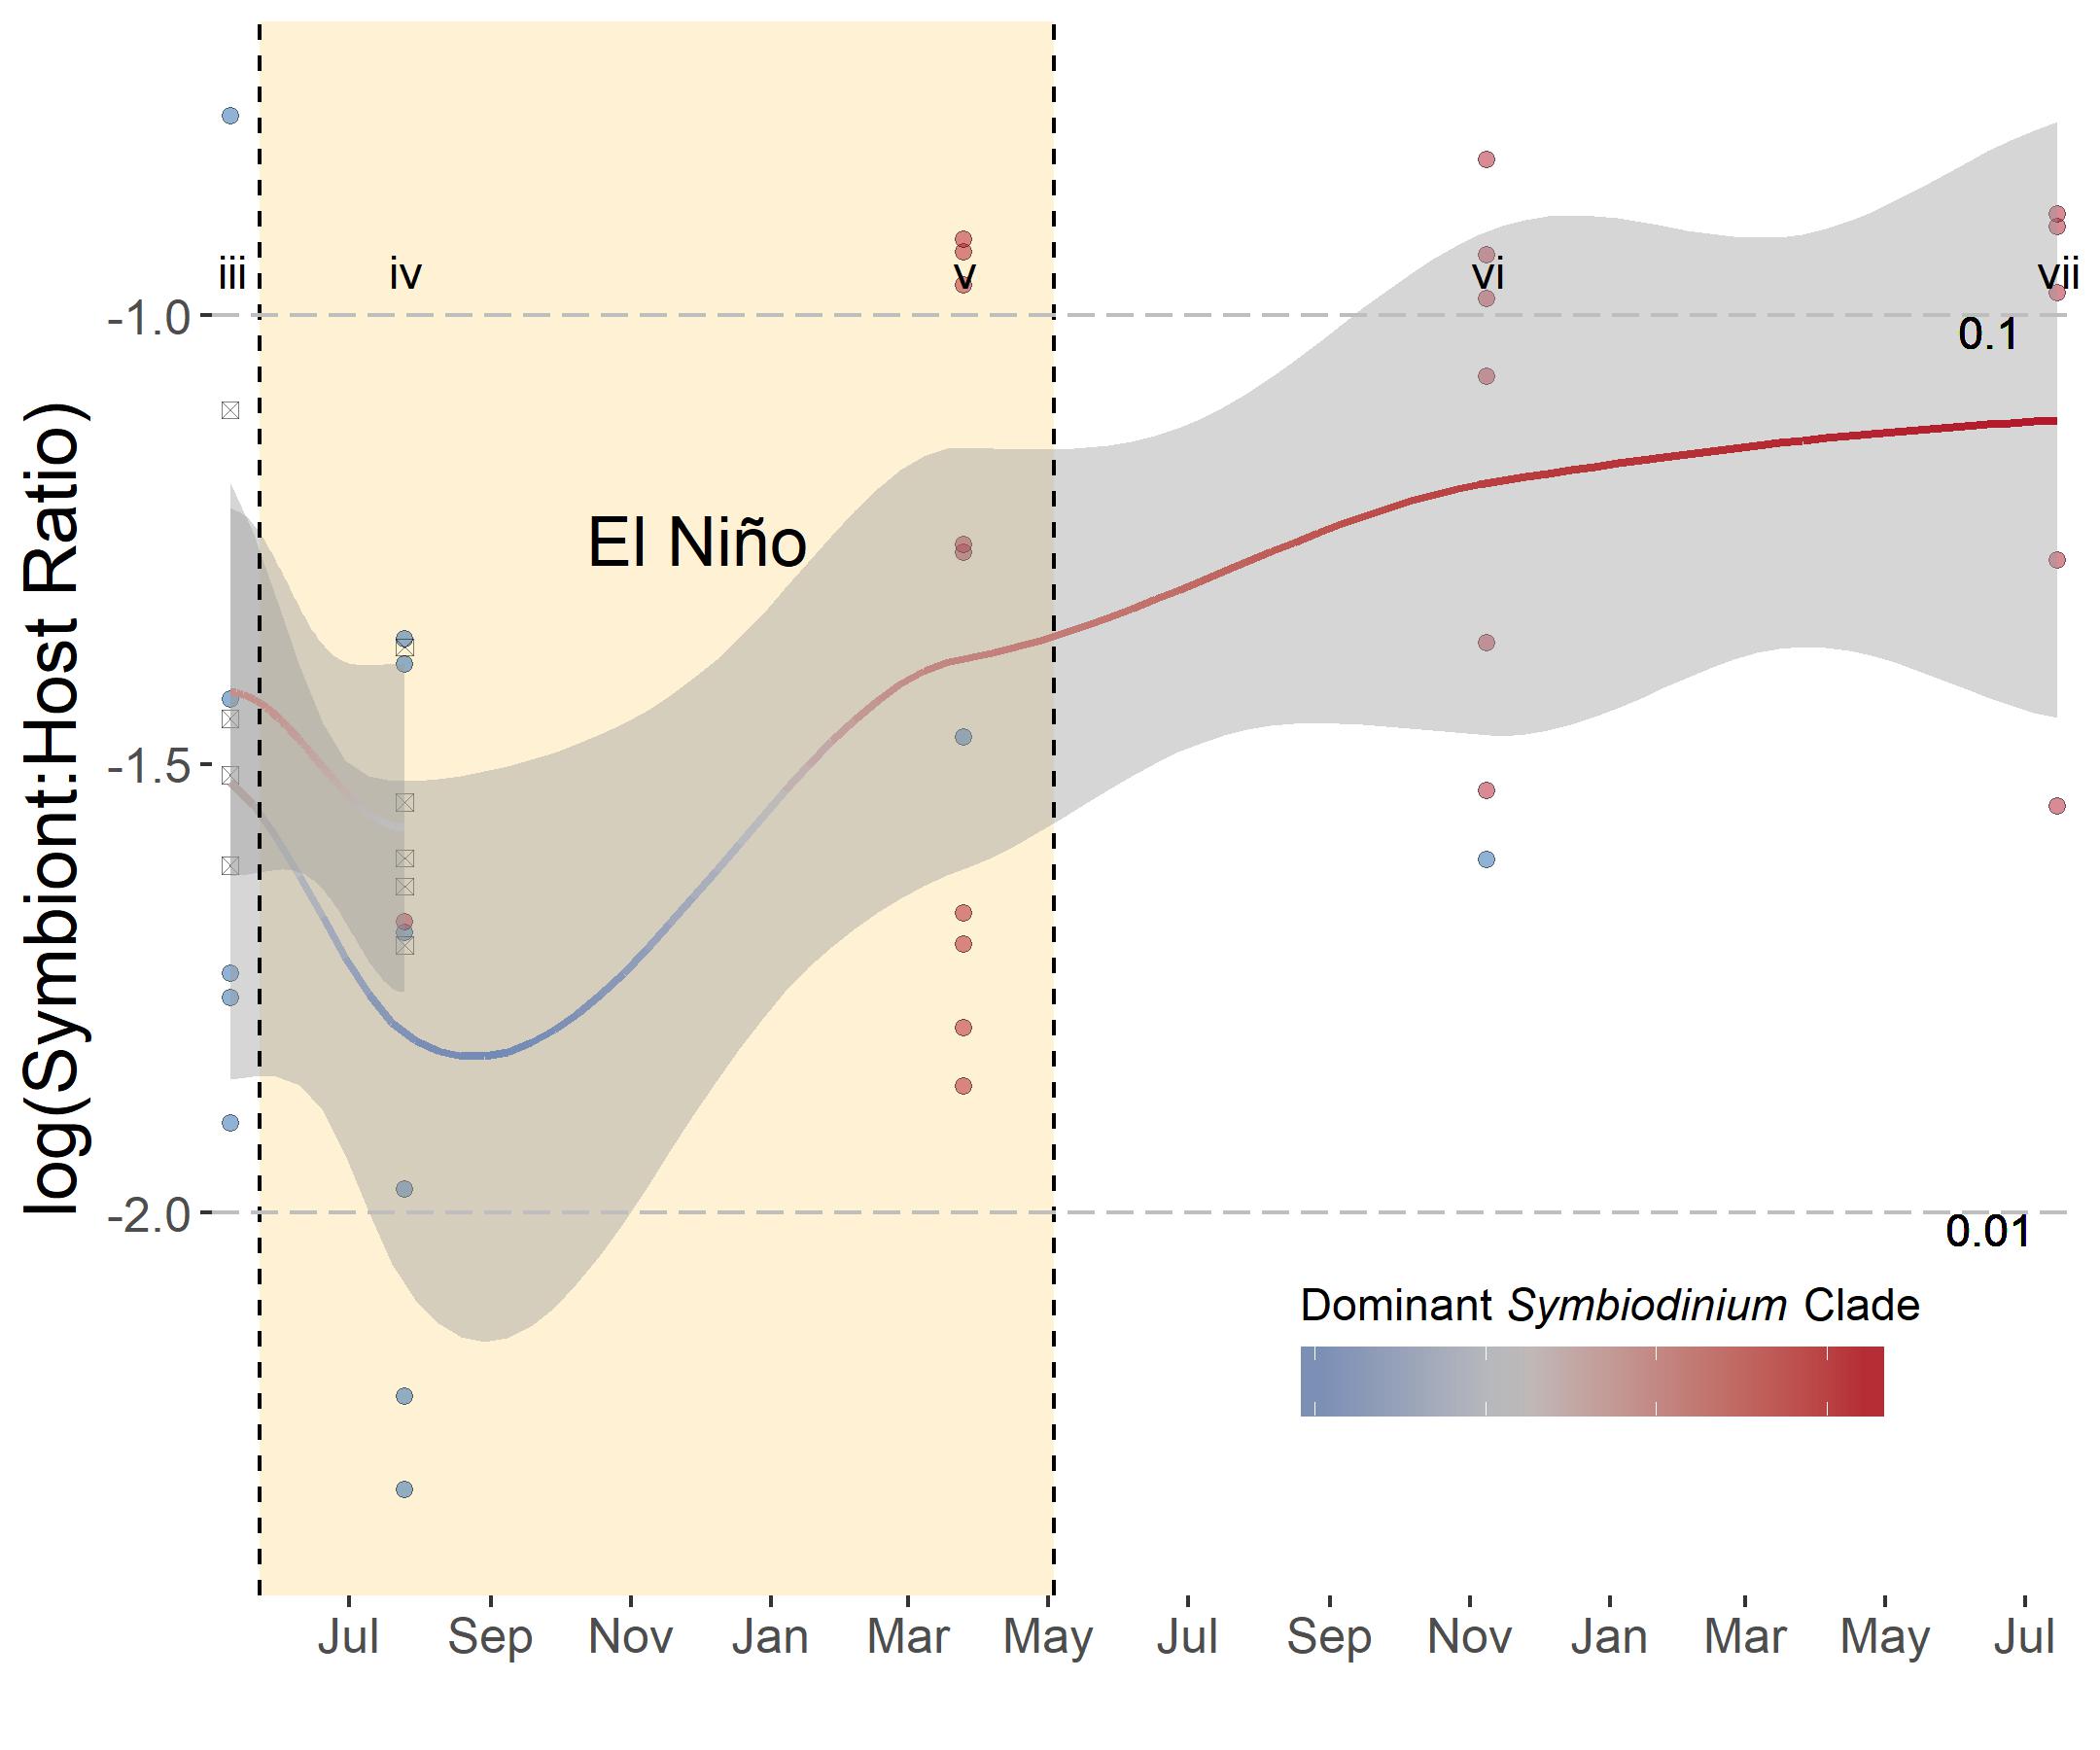 iii
iv
v
vi
vii
-1.0
0.1
El Niño
-1.5
-2.0
0.01
log(Symbiont:Host Ratio)
Dominant Symbiodinium Clade
Jul Sep Nov Jan Mar May Jul Sep Nov Jan Mar May Jul